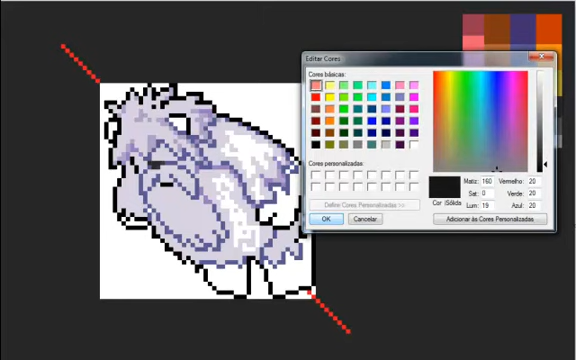 Editar Cores
Cores básicas:
Cores personalizadas:
Definir Cores Personalizadas >>
OK
Cancelar
Cor|Sólida
Matiz: 160
Sat: 0
Lum: 19
Vermelho: 20
Verde: 20
Azul: 20
Adicionar às Cores Personalizadas